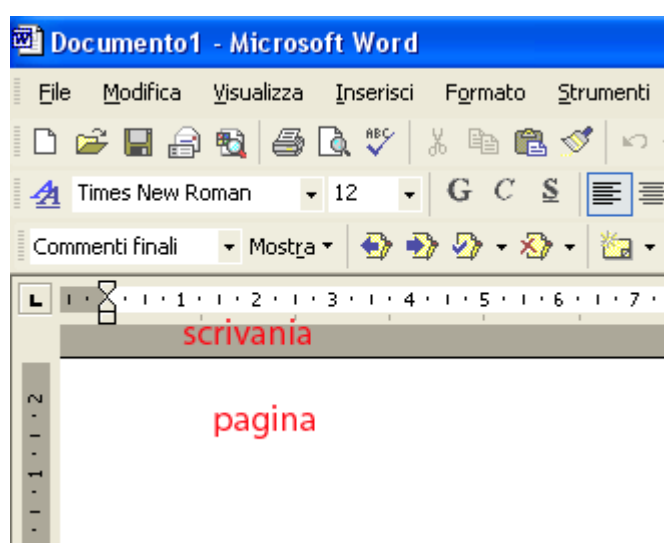 Documento1 - Microsoft Word
File Modifica Visualizza Inserisci Formato Strumenti
ABC
Times New Roman 12 G C S
Commenti finali Mostra
L 1 2 3 4 5 6 7
scrivania
pagina
2
1